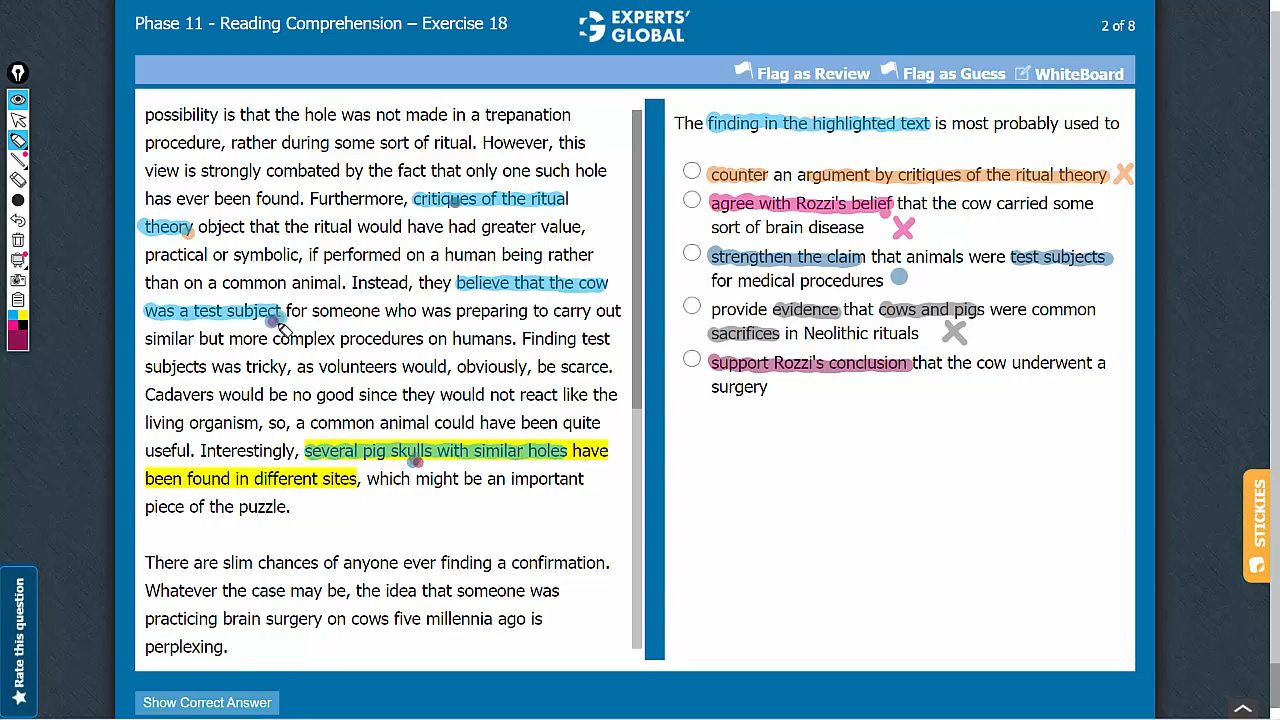 Phase 11 - Reading Comprehension – Exercise 18
EXPERTS'
GLOBAL
2 of 8
Flag as Review
Flag as Guess
WhiteBoard
possibility is that the hole was not made in a trepanation
procedure, rather during some sort of ritual. However, this
view is strongly combated by the fact that only one such hole
has ever been found. Furthermore, critiques of the ritual
theory object that the ritual would have had greater value,
practical or symbolic, if performed on a human being rather
than on a common animal. Instead, they believe that the cow
was a test subject for someone who was preparing to carry out
similar but more complex procedures on humans. Finding test
subjects was tricky, as volunteers would, obviously, be scarce.
Cadavers would be no good since they would not react like the
living organism, so, a common animal could have been quite
useful. Interestingly, several pig skulls with similar holes have
been found in different sites, which might be an important
piece of the puzzle.
There are slim chances of anyone ever finding a confirmation.
Whatever the case may be, the idea that someone was
practicing brain surgery on cows five millennia ago is
perplexing.
The finding in the highlighted text is most probably used to
counter an argument by critiques of the ritual theory
agree with Rozzi's belief that the cow carried some
sort of brain disease
strengthen the claim that animals were test subjects
for medical procedures
provide evidence that cows and pigs were common
sacrifices in Neolithic rituals
support Rozzi's conclusion that the cow underwent a
surgery
Show Correct Answer
Rate this question
STICKIES